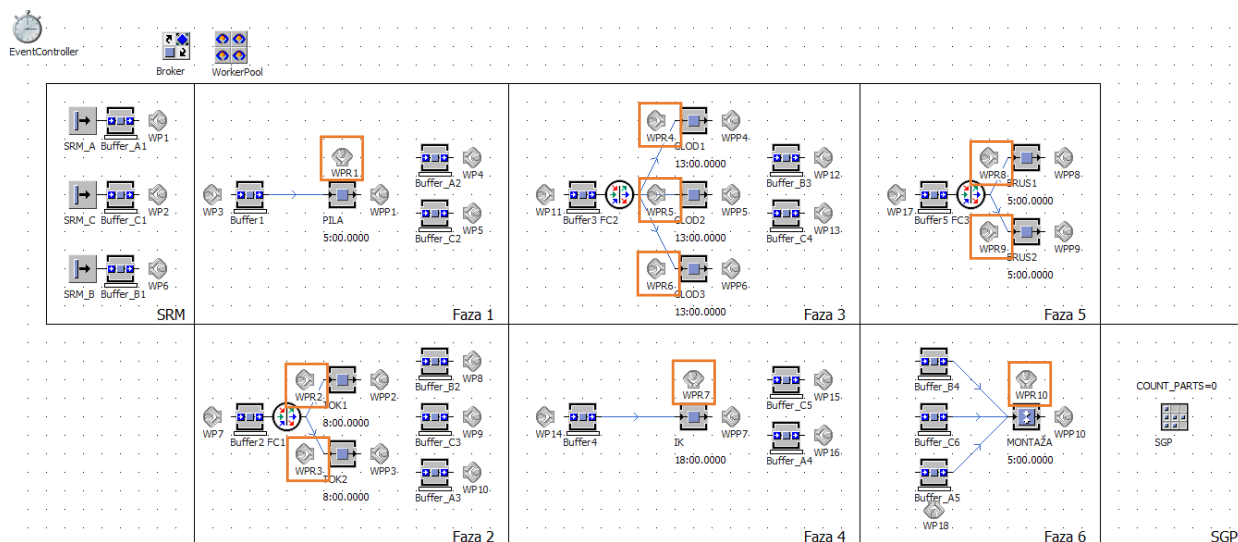 EventController
Broker
WorkerPool
SRM_A
Buffer_A1
WP1
SRM_C
Buffer_C1
WP2
SRM_B
Buffer_B1
WP6
SRM
WP3
Buffer1
WPR1
PILA
5:00.0000
WPP1
Buffer_A2
WP4
Buffer_C2
WP5
Faza 1
WP11
Buffer3
FC2
WPR4
GLOD1
13:00.0000
WPP4
WPR5
GLOD2
13:00.0000
WPP5
WPR6
GLOD3
13:00.0000
WPP6
Buffer_B3
WP12
Buffer_C4
WP13
Faza 3
WP17
Buffer5
FC3
WPR8
BRUS1
5:00.0000
WPP8
WPR9
BRUS2
5:00.0000
WPP9
Faza 5
WP7
Buffer2
FC1
WPR2
TOK1
8:00.0000
WPP2
WPR3
TOK2
8:00.0000
WPP3
Buffer_B2
WP8
Buffer_C3
WP9
Buffer_A3
WP10
Faza 2
WP14
Buffer4
WPR7
IK
18:00.0000
WPP7
Buffer_C5
WP15
Buffer_A4
WP16
Faza 4
Buffer_B4
Buffer_C6
Buffer_A5
WP18
WPR10
MONTAŽA
5:00.0000
WPP10
Faza 6
COUNT_PARTS=0
SGP
SGP